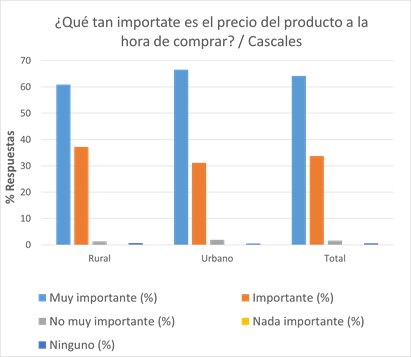 ¿Qué tan importate es el precio del producto a la
hora de comprar? / Cascales
70
60
50
40
30
20
10
0
% Respuestas
Rural
Urbano
Total
Muy importante (%)
Importante (%)
No muy importante (%)
Nada importante (%)
Ninguno (%)